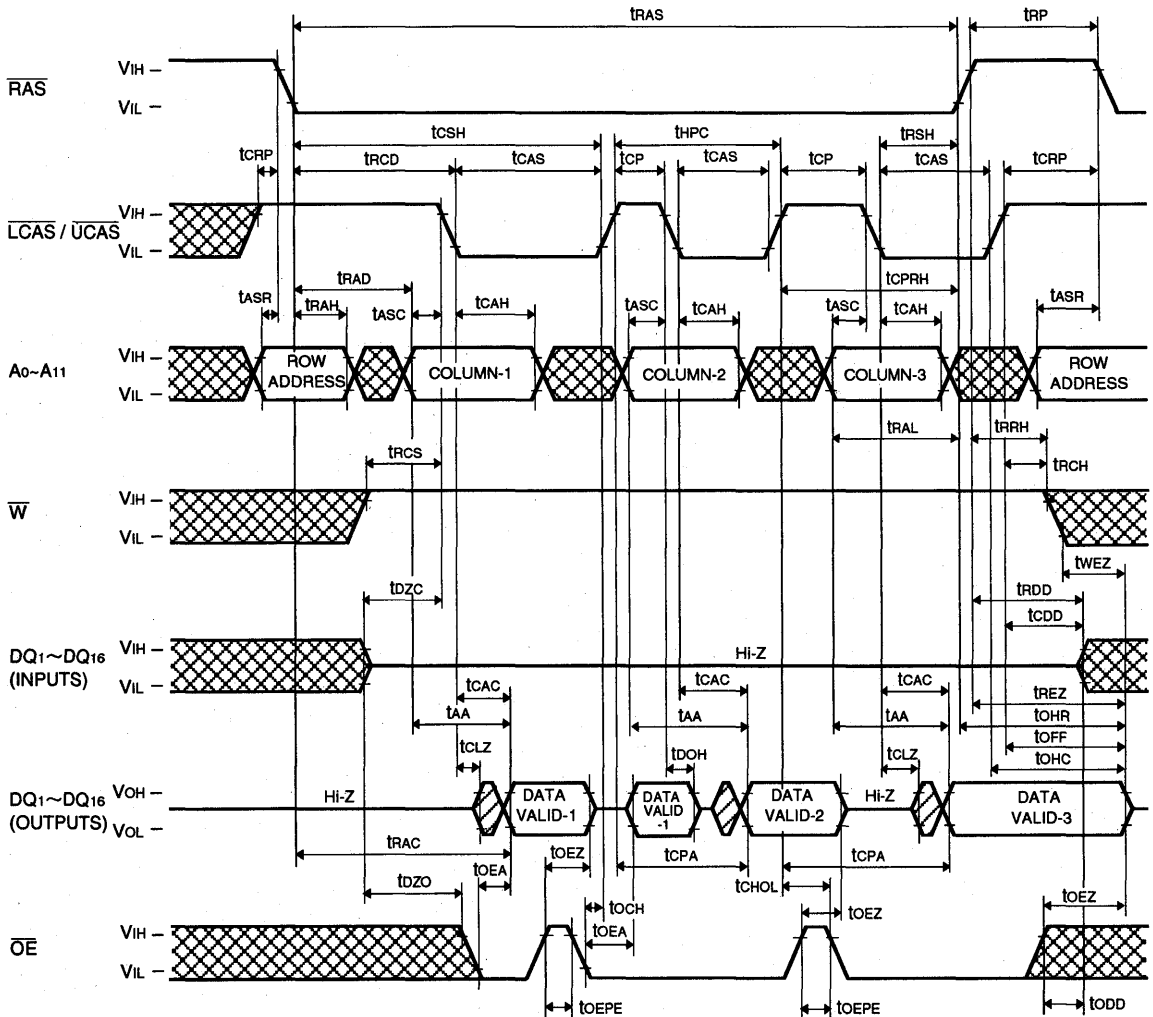 tRAS tRP
RAS VIH VIL
tCSH tHPC tRSH
tCRP tRCD tCAS tCP tCAS tCP tCAS tCRP
LCAS / UCAS VIH VIL
tRAD tCPRH
tASR tRAH tASC tCAH tASC tCAH tASC tCAH tASR
A0~A11 VIH VIL ROW ADDRESS COLUMN-1 COLUMN-2 COLUMN-3 ROW ADDRESS
tRAL tRRH
tRCS tRCH
W VIH VIL
tWEZ
tDZC tRDD
tCDD
DQ1~DQ16 (INPUTS) VIH VIL Hi-Z
tCAC tCAC tCAC tREZ
tAA tAA tAA tOHR
tCLZ tDOH tCLZ tOFF
tOHC
DQ1~DQ16 (OUTPUTS) VOH VOL Hi-Z DATA VALID-1 DATA VALID -1 DATA VALID-2 Hi-Z DATA VALID-3
tRAC tOEZ tCPA tCPA
tDZO tOEA tCHOL tOEZ
tOCH tOEZ
tOEA
OE VIH VIL
tOEPE tOEPE tODD